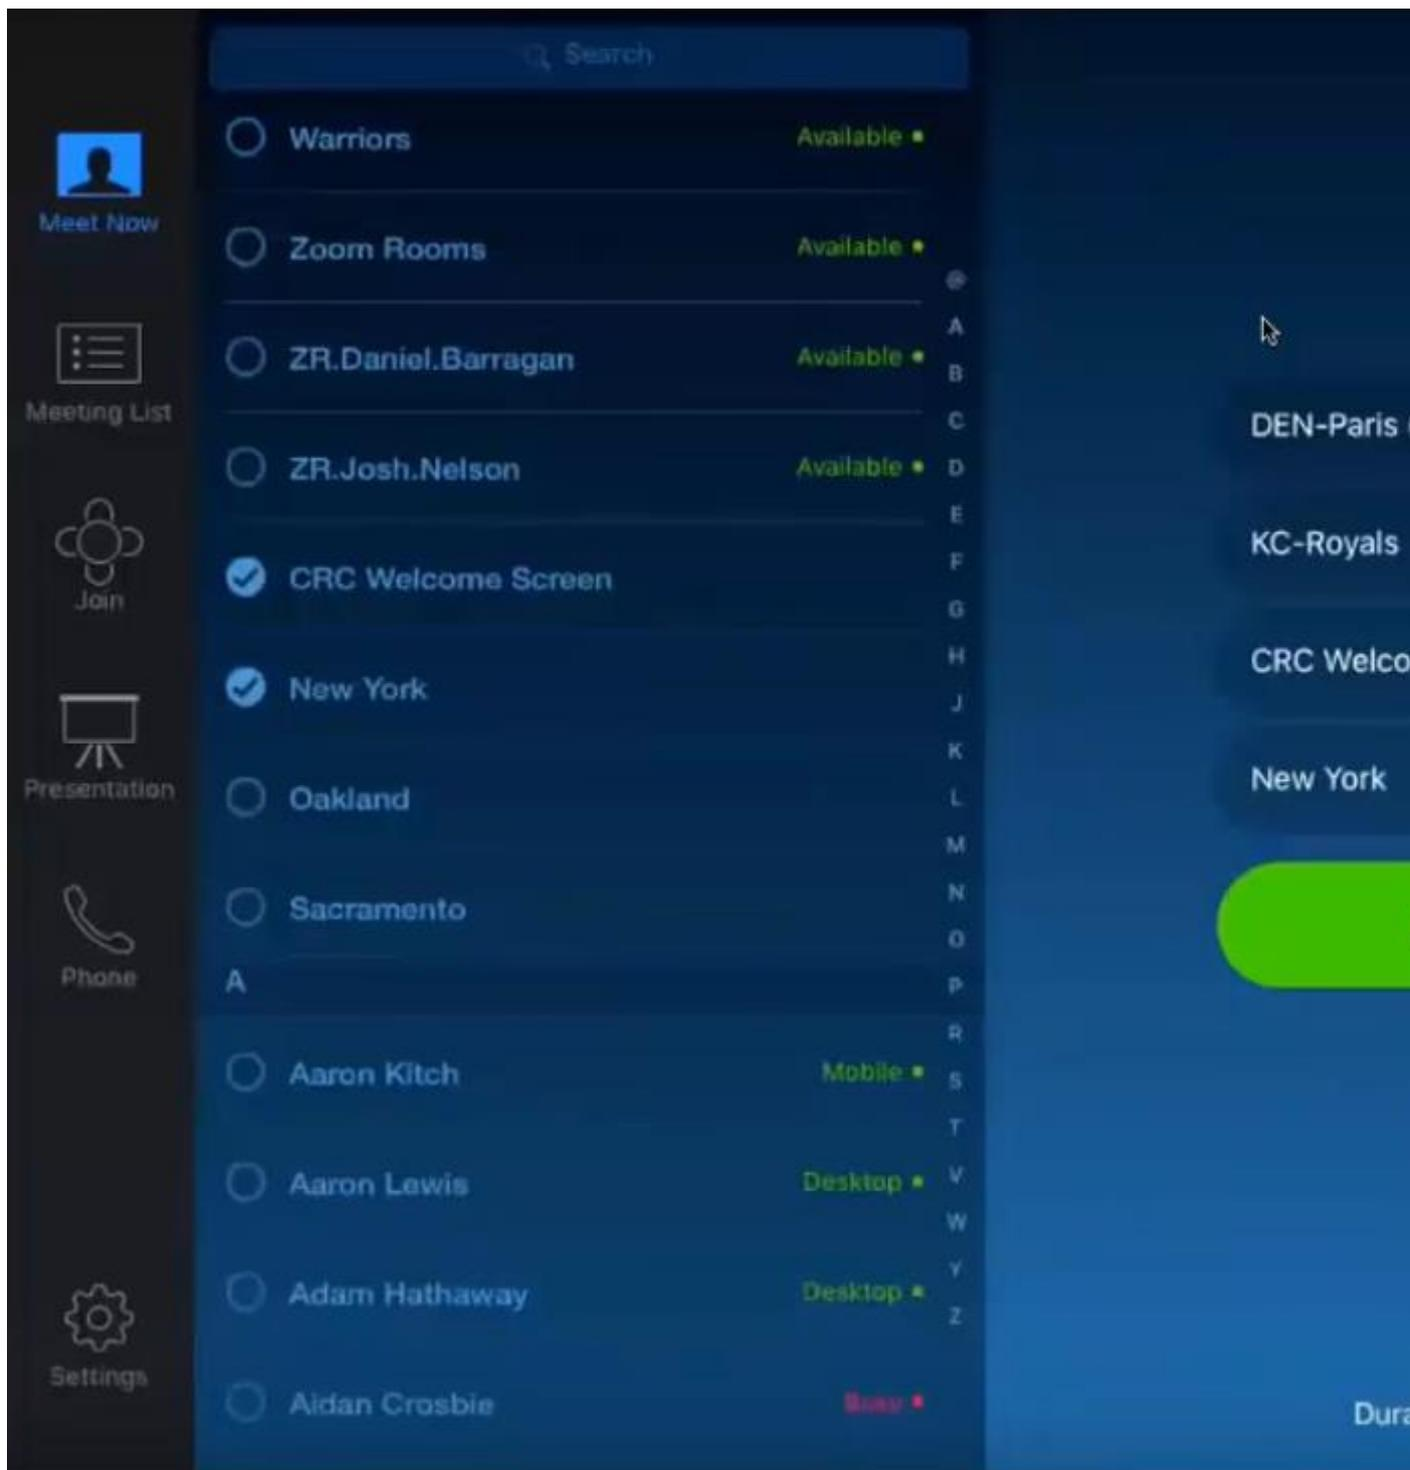 Search
Meet Now
Meeting List
Join
Presentation
Phone
Settings
Warriors Available
Zoom Rooms Available
ZR.Daniel.Barragan Available
ZR.Josh.Nelson Available
CRC Welcome Screen
New York
Oakland
Sacramento
A
Aaron Kitch Mobile
Aaron Lewis Desktop
Adam Hathaway Desktop
Aidan Crosbie Busy
@
A
B
C
D
E
F
G
H
J
K
L
M
N
O
P
R
S
T
V
W
Y
Z
DEN-Paris
KC-Royals
CRC Welco
New York
Dura